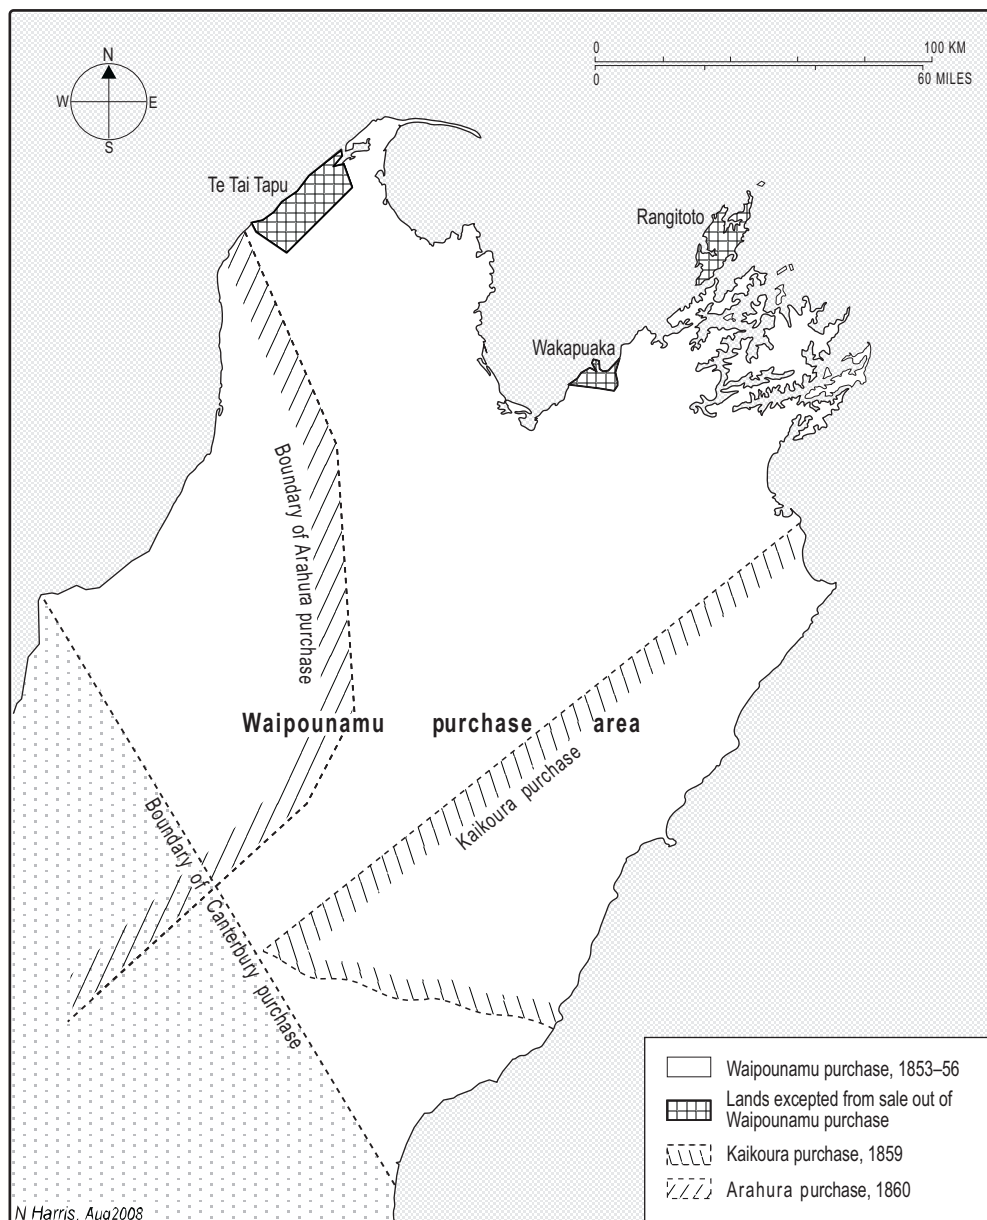 N
W E
S
0 100 KM
0 60 MILES
Te Tai Tapu
Rangitoto
Wakapuaka
Boundary of Arahura purchase
Waipounamu purchase area
Kaikoura purchase
Boundary of Canterbury purchase
Waipounamu purchase, 1853–56
Lands excepted from sale out of
Waipounamu purchase
Kaikoura purchase, 1859
Arahura purchase, 1860
N Harris, Aug2008